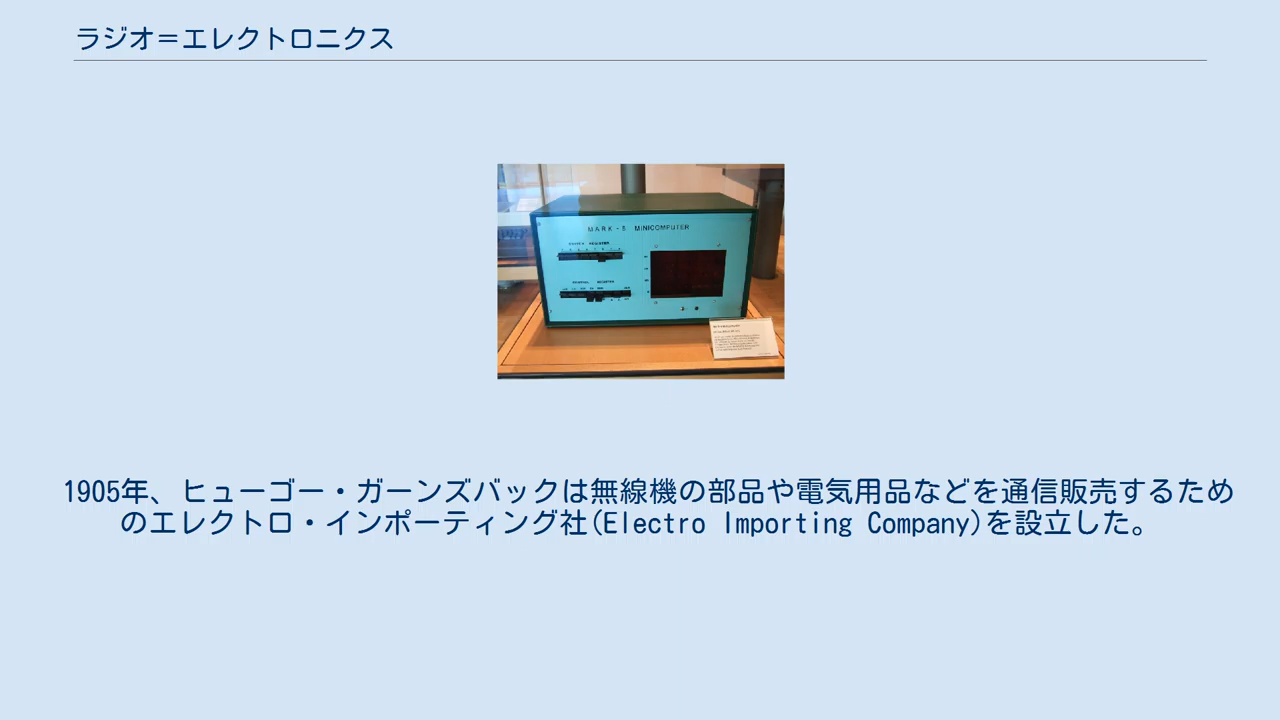 ラジオ＝エレクトロニクス
MARK-8 MINICOMPUTER
1905年、ヒューゴー・ガーンズバックは無線機の部品や電気用品などを通信販売するため
のエレクトロ・インポーティング社(Electro Importing Company)を設立した。